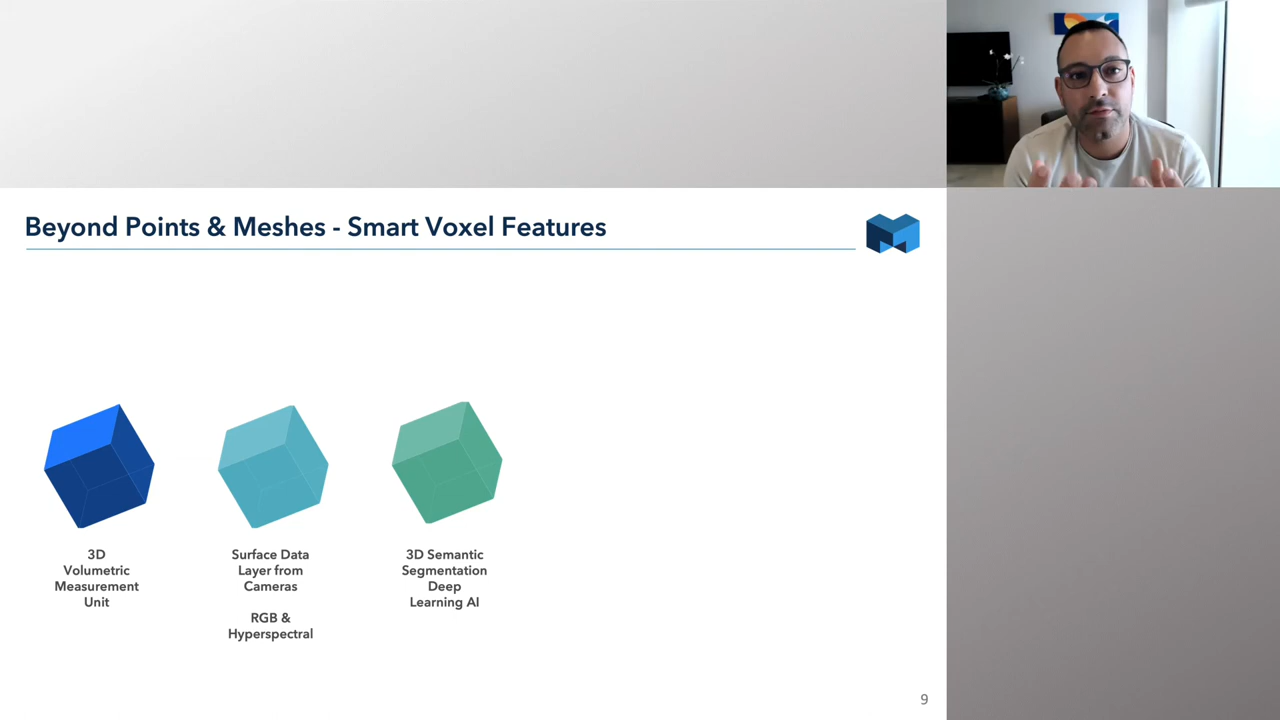 Beyond Points & Meshes - Smart Voxel Features
3D
Volumetric
Measurement
Unit
Surface Data
Layer from
Cameras
RGB &
Hyperspectral
3D Semantic
Segmentation
Deep
Learning AI
9